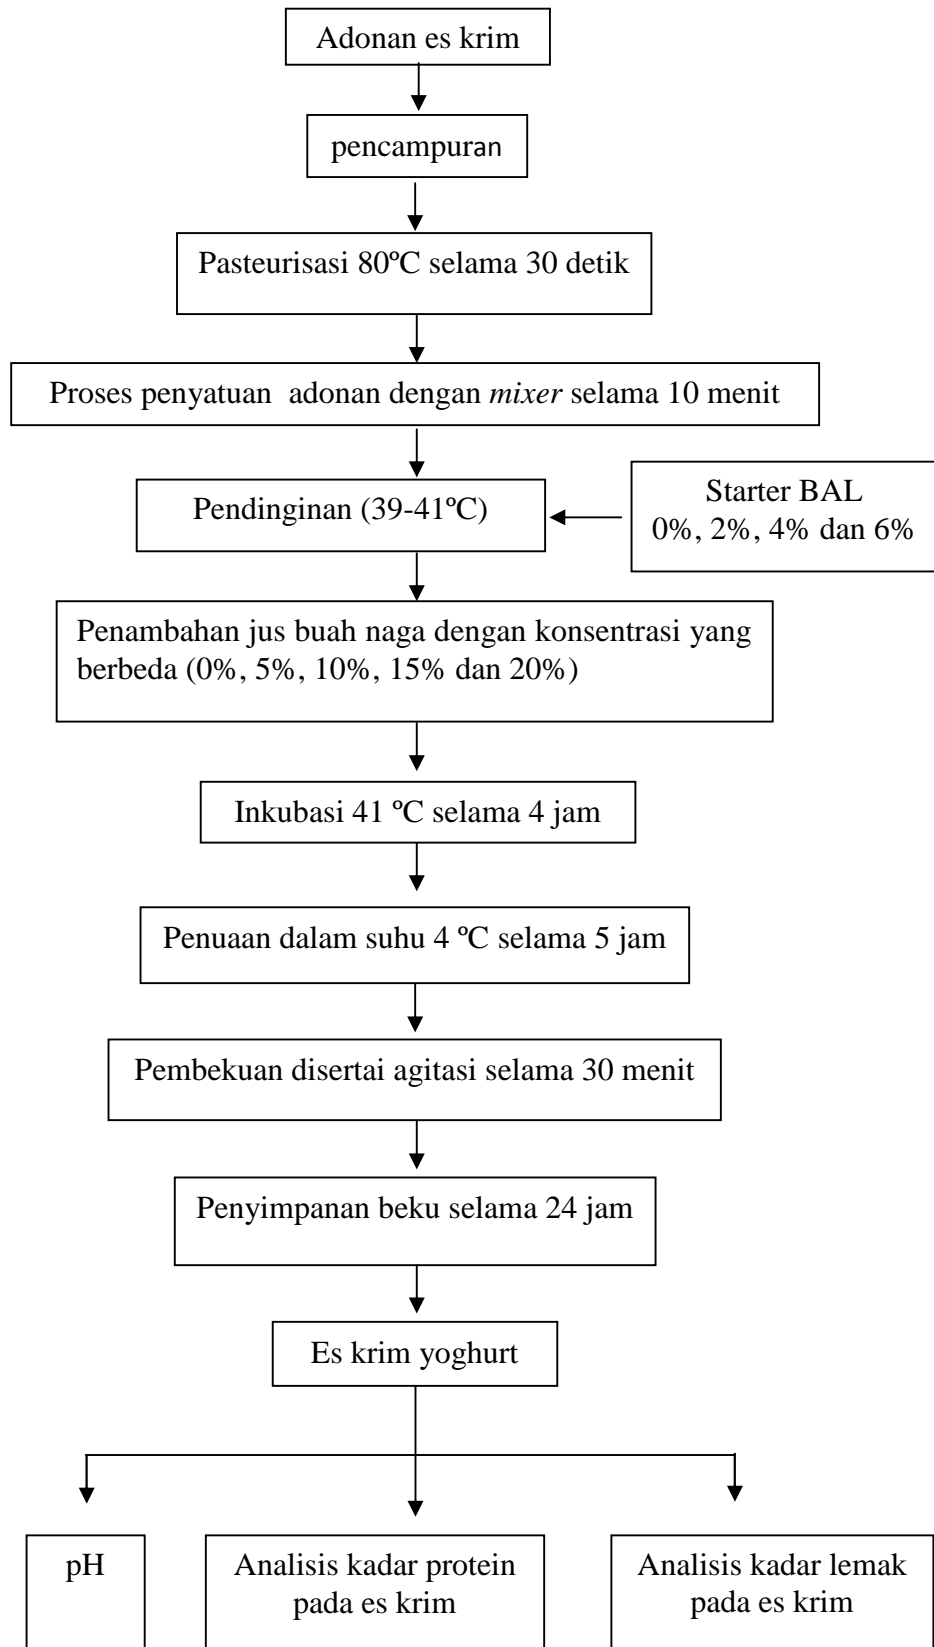 Adonan es krim
pencampuran
Pasteurisasi 80ºC selama 30 detik
Proses penyatuan adonan dengan mixer selama 10 menit
Pendinginan (39-41ºC)
Starter BAL
0%, 2%, 4% dan 6%
Penambahan jus buah naga dengan konsentrasi yang
berbeda (0%, 5%, 10%, 15% dan 20%)
Inkubasi 41 ºC selama 4 jam
Penuaan dalam suhu 4 ºC selama 5 jam
Pembekuan disertai agitasi selama 30 menit
Penyimpanan beku selama 24 jam
Es krim yoghurt
pH
Analisis kadar protein
pada es krim
Analisis kadar lemak
pada es krim